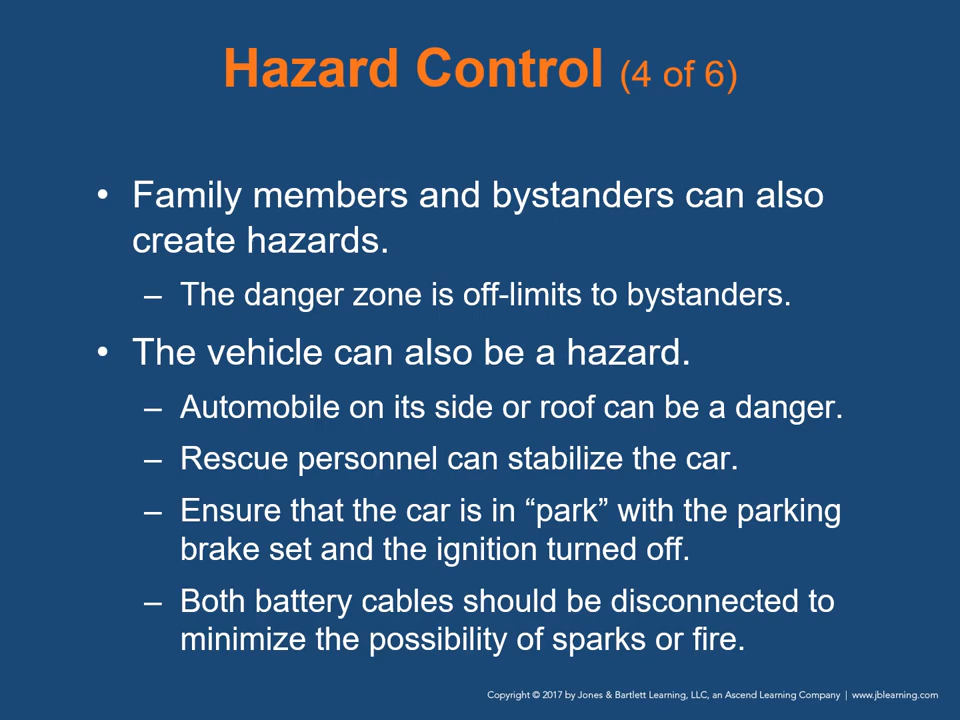 Hazard Control (4 of 6)
• Family members and bystanders can also
create hazards.
– The danger zone is off-limits to bystanders.
• The vehicle can also be a hazard.
– Automobile on its side or roof can be a danger.
– Rescue personnel can stabilize the car.
– Ensure that the car is in “park” with the parking
brake set and the ignition turned off.
– Both battery cables should be disconnected to
minimize the possibility of sparks or fire.
Copyright © 2017 by Jones & Bartlett Learning, LLC, an Ascend Learning Company | www.jblearning.com